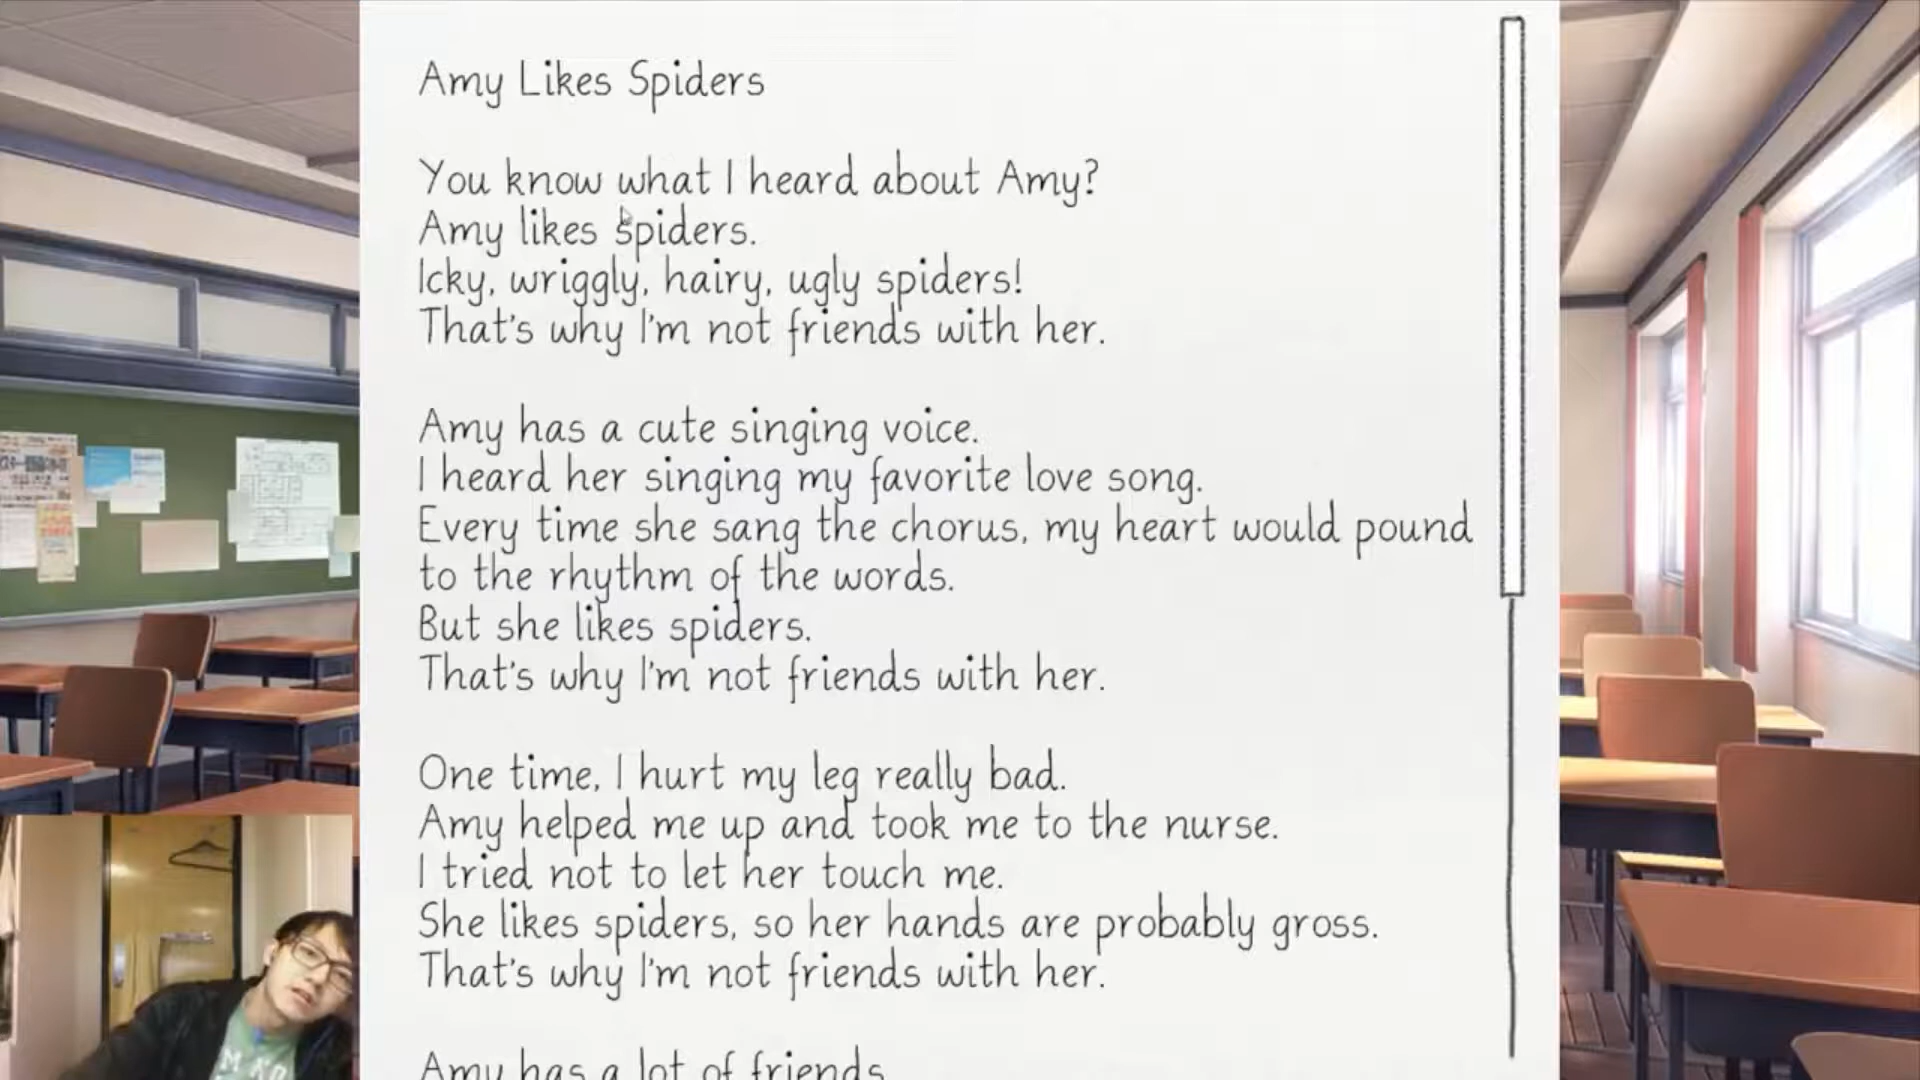 Amy Likes Spiders
You know what I heard about Amy?
Amy likes spiders.
Icky, wriggly, hairy, ugly spiders!
That's why I'm not friends with her.
Amy has a cute singing voice.
I heard her singing my favorite love song.
Every time she sang the chorus, my heart would pound
to the rhythm of the words.
But she likes spiders.
That's why I'm not friends with her.
One time, I hurt my leg really bad.
Amy helped me up and took me to the nurse.
I tried not to let her touch me.
She likes spiders, so her hands are probably gross.
That's why I'm not friends with her.
Amy has a lot of friends